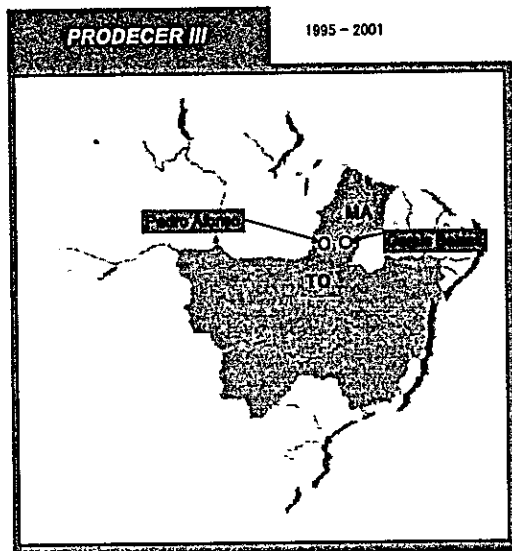 PRODECER III
1995 – 2001
MA
Pedro Afonso
TO